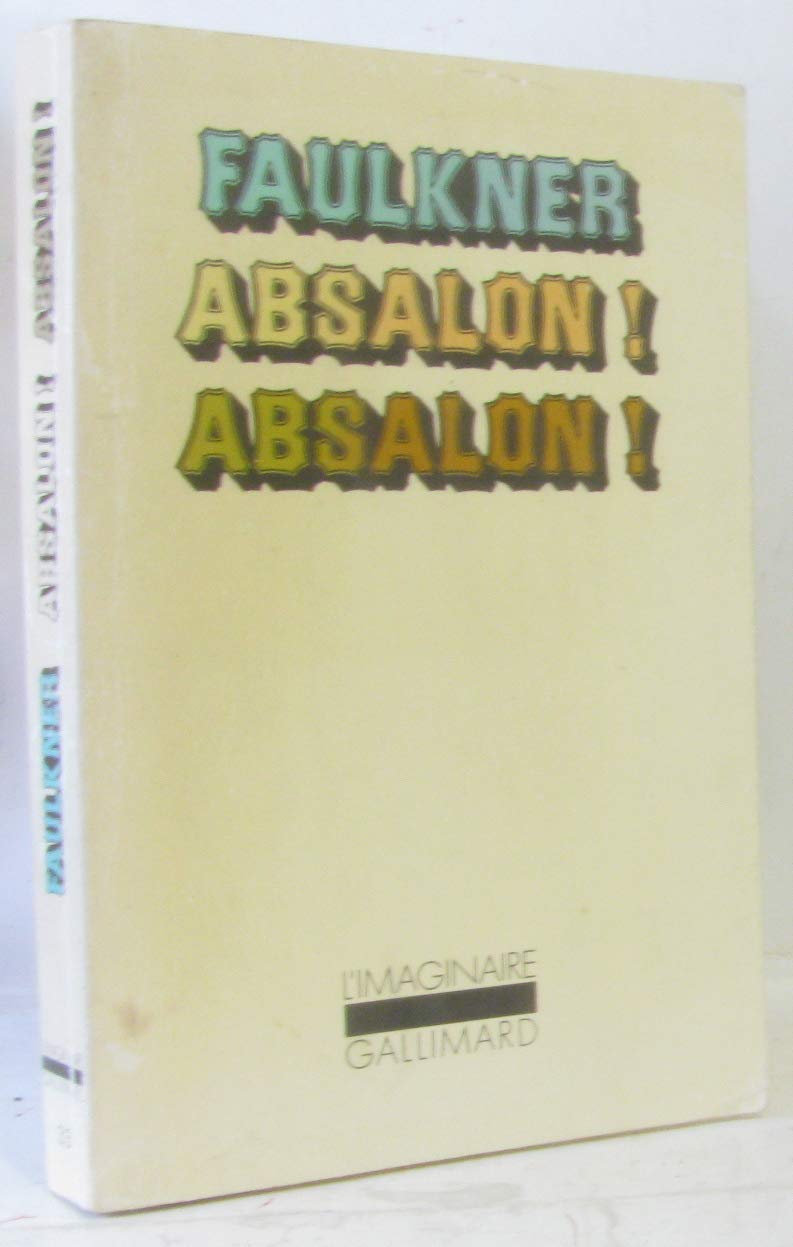 FAULKNER
ABSALON !
ABSALON !
L'IMAGINAIRE
GALLIMARD
FAULKNER ABSALON ! ABSALON !